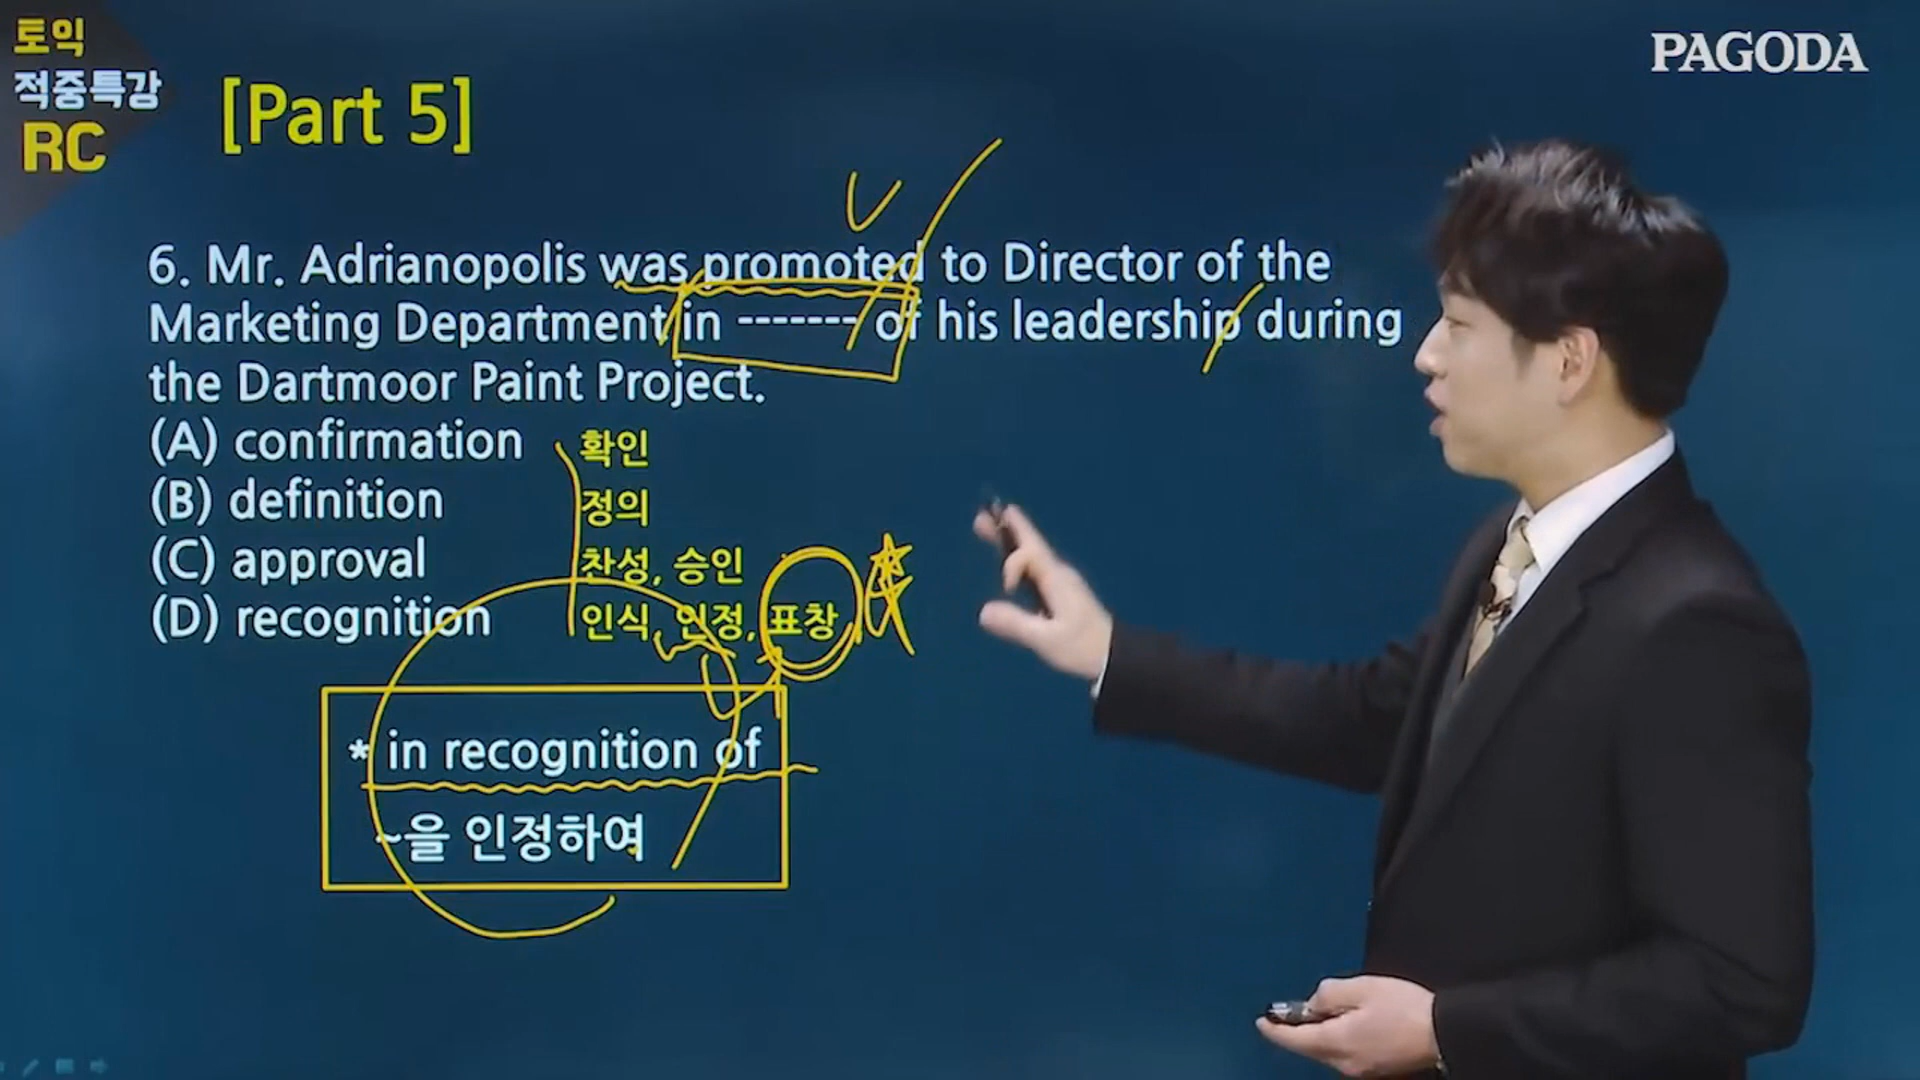 토익
적중특강
RC
PAGODA
[Part 5]
6. Mr. Adrianopolis was promoted to Director of the
Marketing Department in ------- of his leadership during
the Dartmoor Paint Project.
(A) confirmation 확인
(B) definition 정의
(C) approval 찬성, 승인
(D) recognition 인식, 인정, 표창
* in recognition of
~을 인정하여